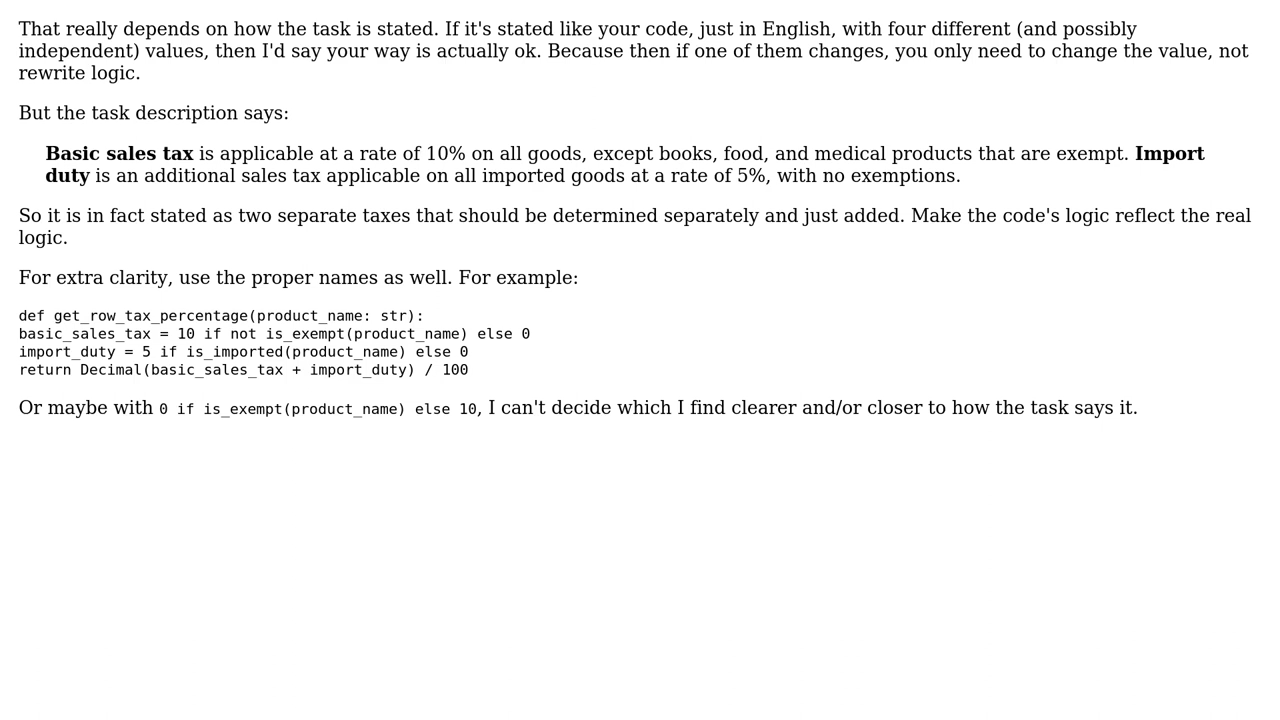 That really depends on how the task is stated. If it's stated like your code, just in English, with four different (and possibly
independent) values, then I'd say your way is actually ok. Because then if one of them changes, you only need to change the value, not
rewrite logic.
But the task description says:
Basic sales tax is applicable at a rate of 10% on all goods, except books, food, and medical products that are exempt. Import
duty is an additional sales tax applicable on all imported goods at a rate of 5%, with no exemptions.
So it is in fact stated as two separate taxes that should be determined separately and just added. Make the code's logic reflect the real
logic.
For extra clarity, use the proper names as well. For example:
def get_row_tax_percentage(product_name: str):
basic_sales_tax = 10 if not is_exempt(product_name) else 0
import_duty = 5 if is_imported(product_name) else 0
return Decimal(basic_sales_tax + import_duty) / 100
Or maybe with 0 if is_exempt(product_name) else 10, I can't decide which I find clearer and/or closer to how the task says it.